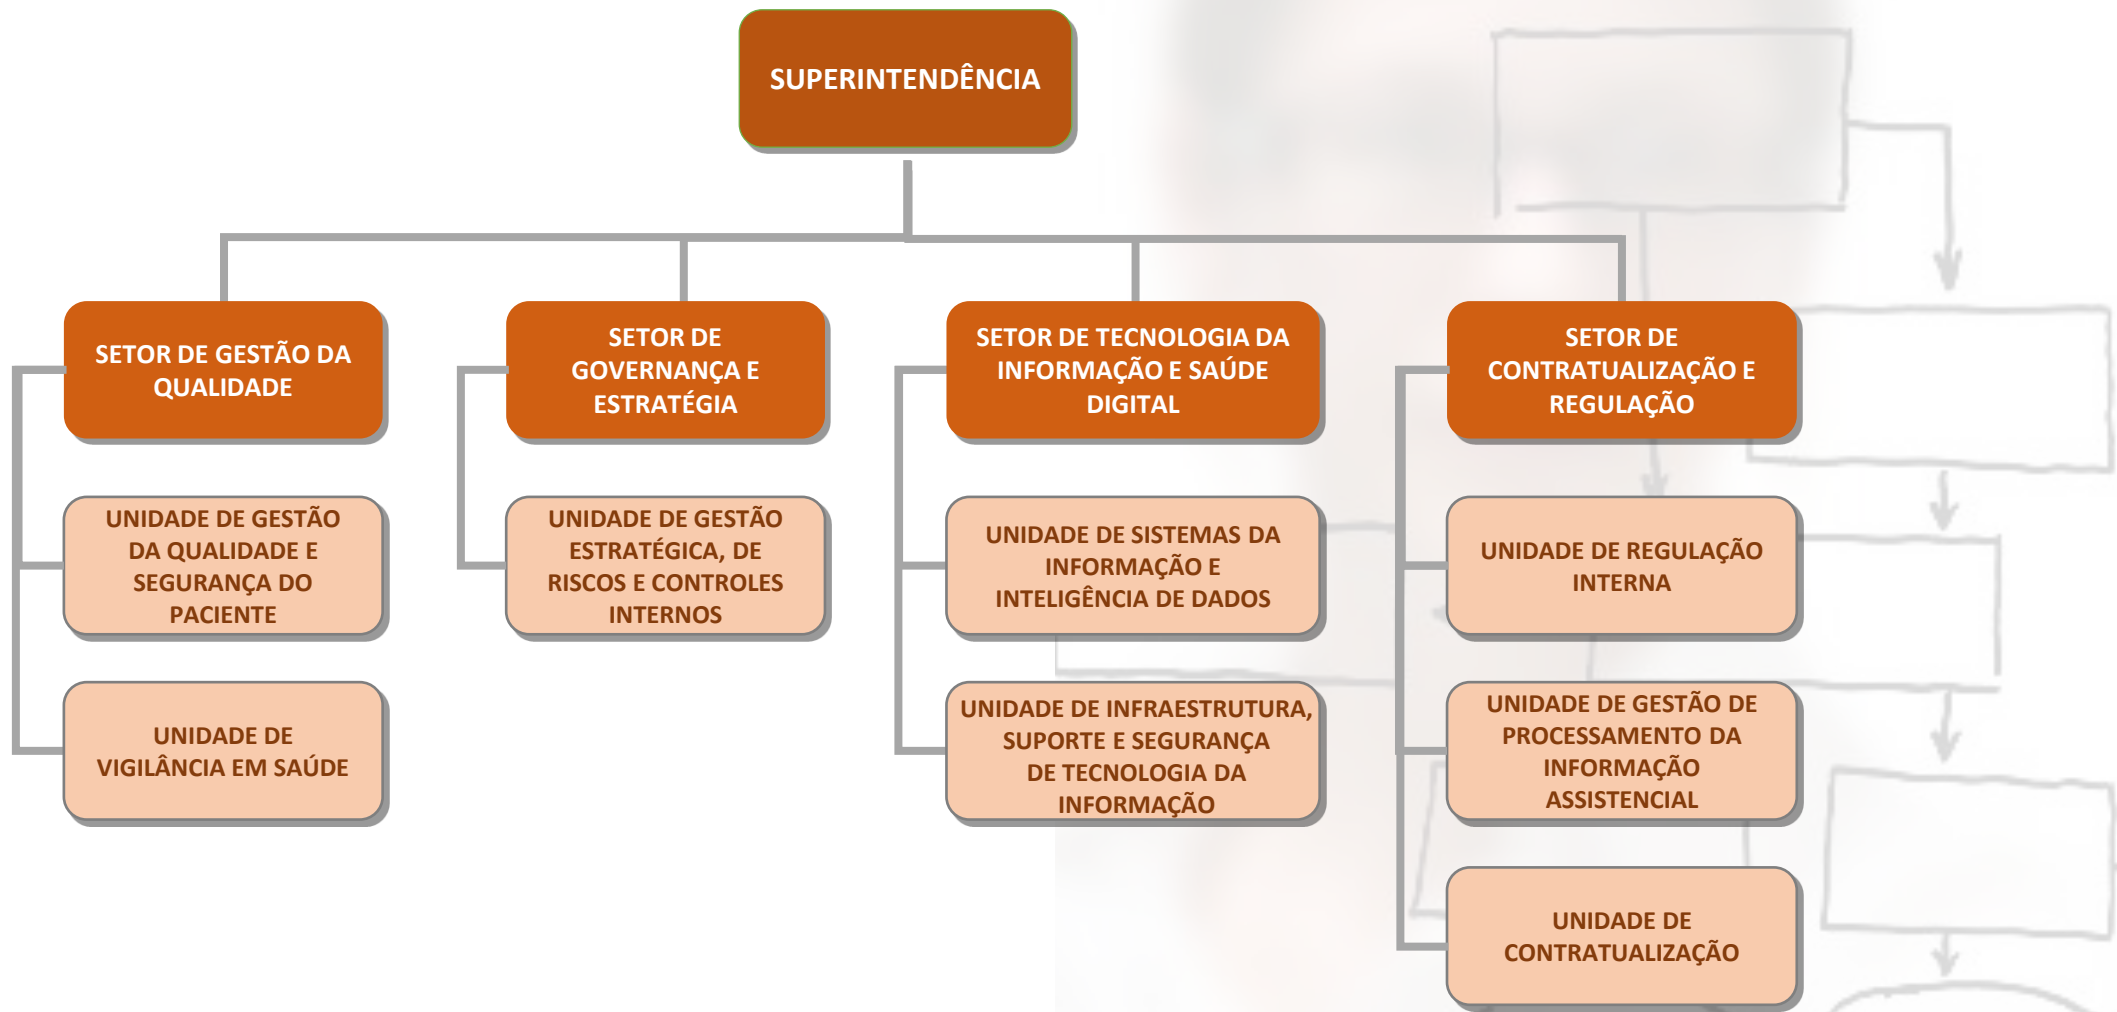 SUPERINTENDÊNCIA
SETOR DE GESTÃO DA
QUALIDADE
SETOR DE
GOVERNANÇA E
ESTRATÉGIA
SETOR DE TECNOLOGIA DA
INFORMAÇÃO E SAÚDE
DIGITAL
SETOR DE
CONTRATUALIZAÇÃO E
REGULAÇÃO
UNIDADE DE GESTÃO
DA QUALIDADE E
SEGURANÇA DO
PACIENTE
UNIDADE DE GESTÃO
ESTRATÉGICA, DE
RISCOS E CONTROLES
INTERNOS
UNIDADE DE SISTEMAS DA
INFORMAÇÃO E
INTELIGÊNCIA DE DADOS
UNIDADE DE REGULAÇÃO
INTERNA
UNIDADE DE
VIGILÂNCIA EM SAÚDE
UNIDADE DE INFRAESTRUTURA,
SUPORTE E SEGURANÇA
DE TECNOLOGIA DA
INFORMAÇÃO
UNIDADE DE GESTÃO DE
PROCESSAMENTO DA
INFORMAÇÃO
ASSISTENCIAL
UNIDADE DE
CONTRATUALIZAÇÃO